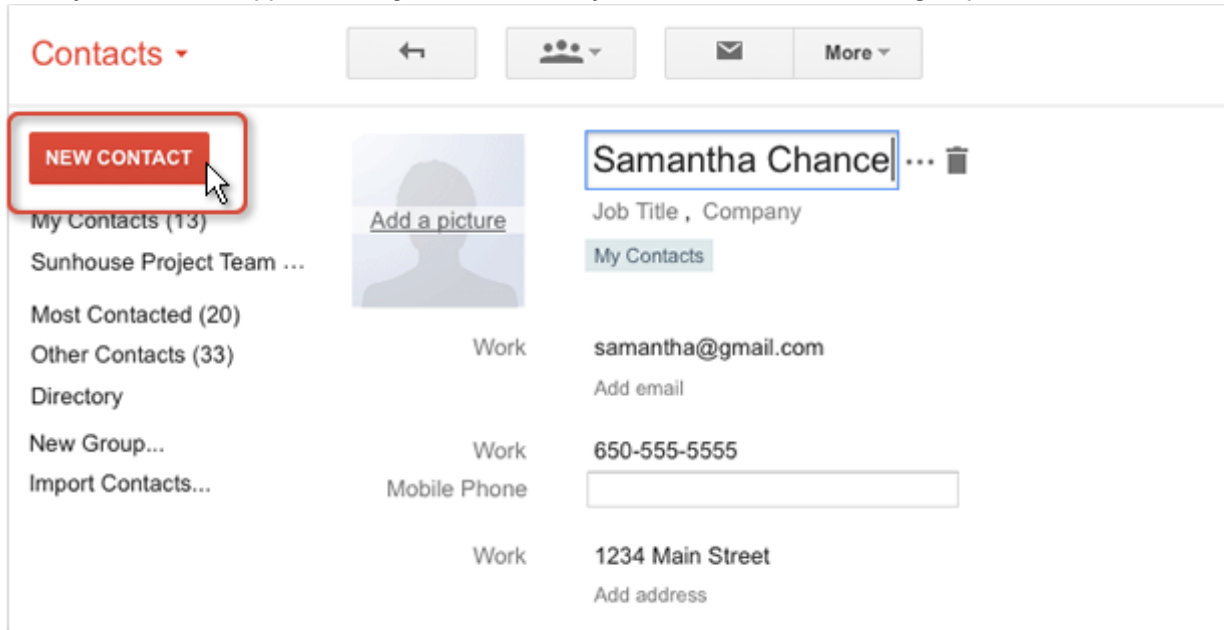 Contacts
More
NEW CONTACT
My Contacts (13)
Sunhouse Project Team ...
Most Contacted (20)
Other Contacts (33)
Directory
New Group...
Import Contacts...
Add a picture
Samantha Chance
Job Title , Company
My Contacts
Work samantha@gmail.com
Add email
Work 650-555-5555
Mobile Phone
Work 1234 Main Street
Add address